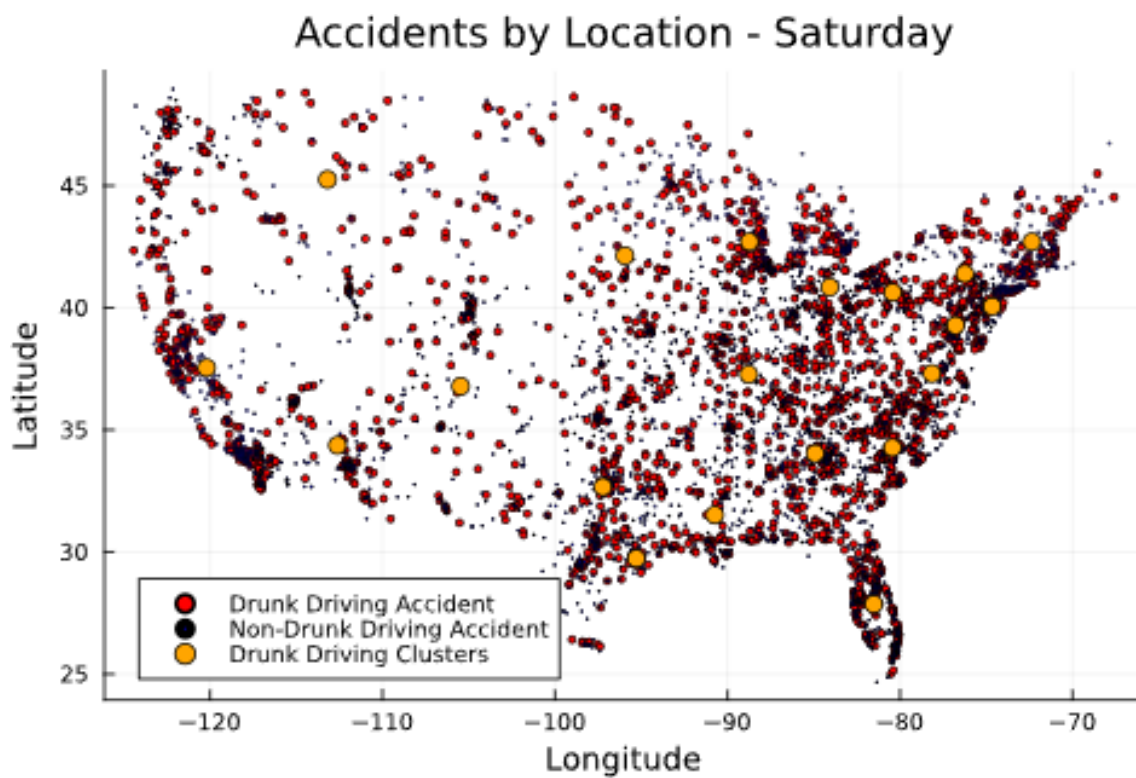 Accidents by Location - Saturday
Latitude
45
40
35
30
25
Drunk Driving Accident
Non-Drunk Driving Accident
Drunk Driving Clusters
−120
−110
−100
−90
−80
−70
Longitude